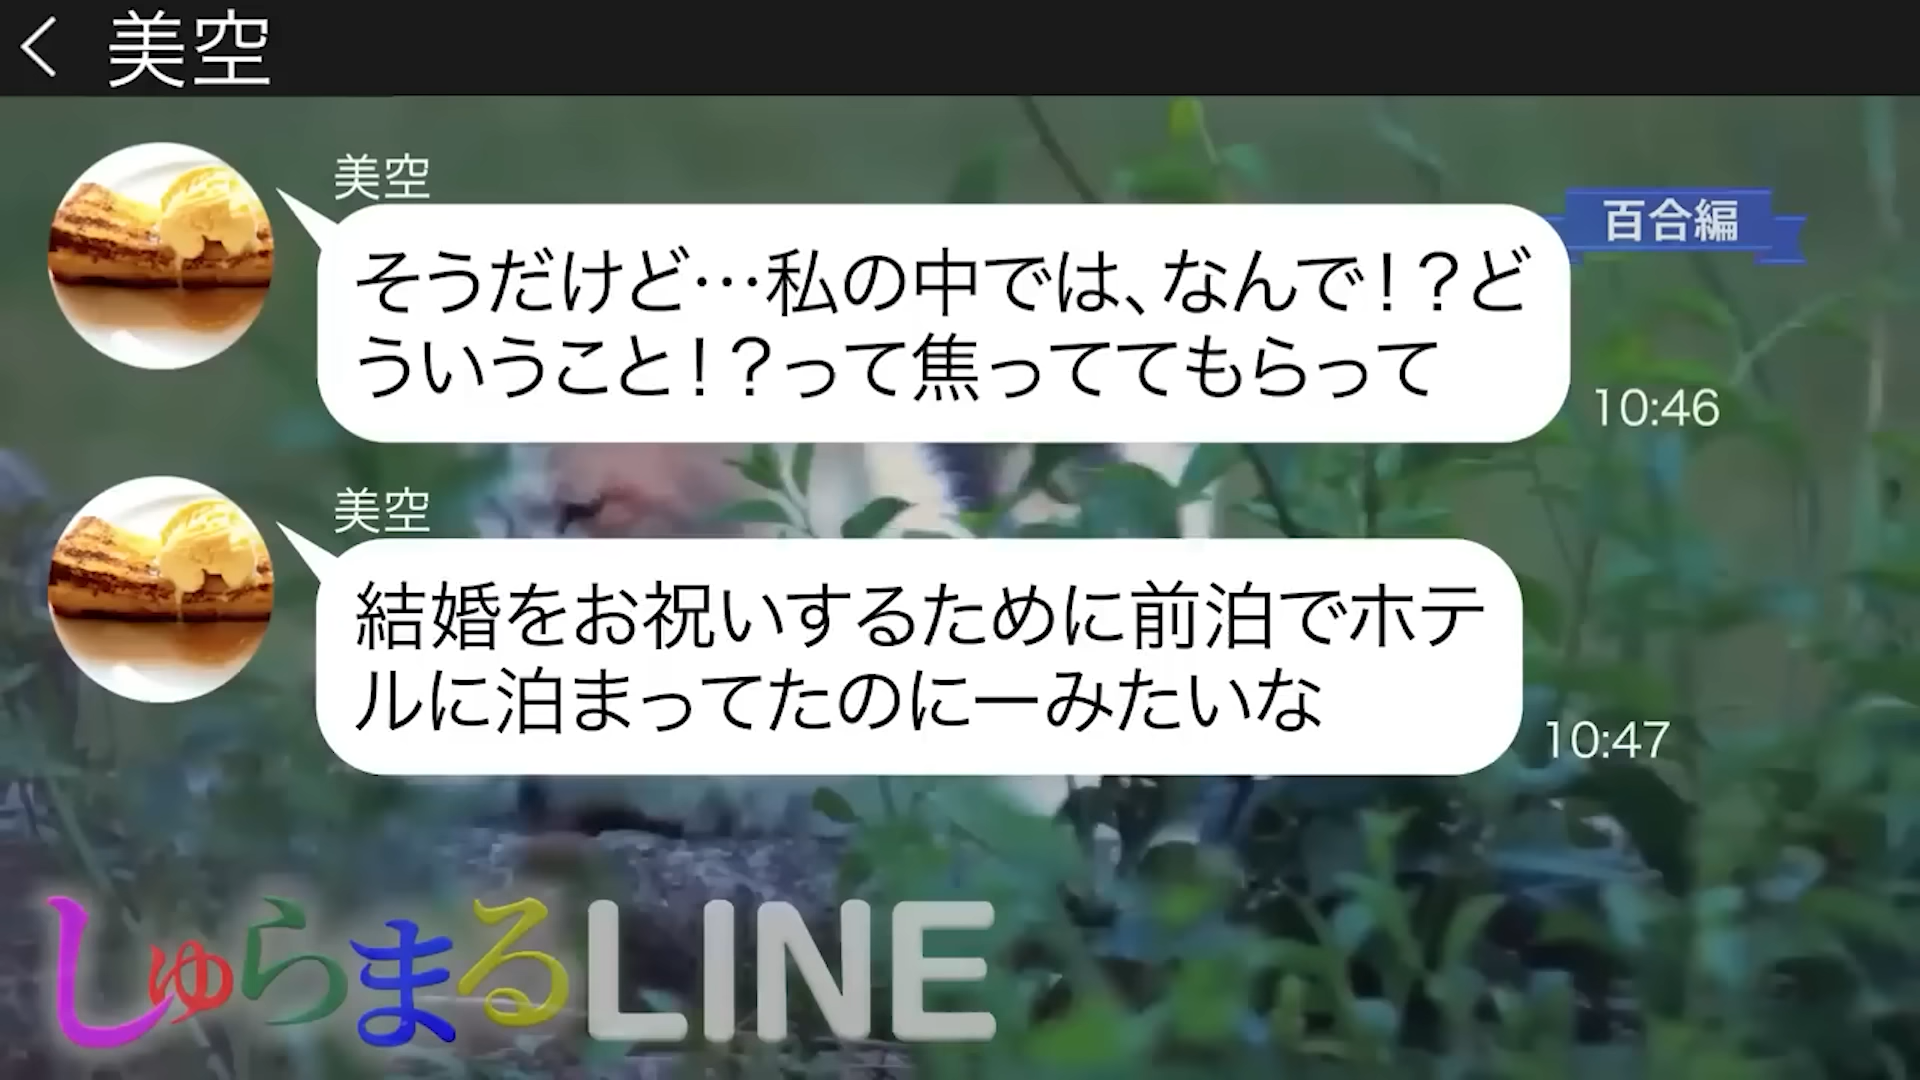 美空
美空
百合編
そうだけど…私の中では、なんで！？ど
ういうこと！？って焦っててもらって
10:46
美空
結婚をお祝いするために前泊でホテ
ルに泊まってたのにーみたいな
10:47
しゅらまるLINE